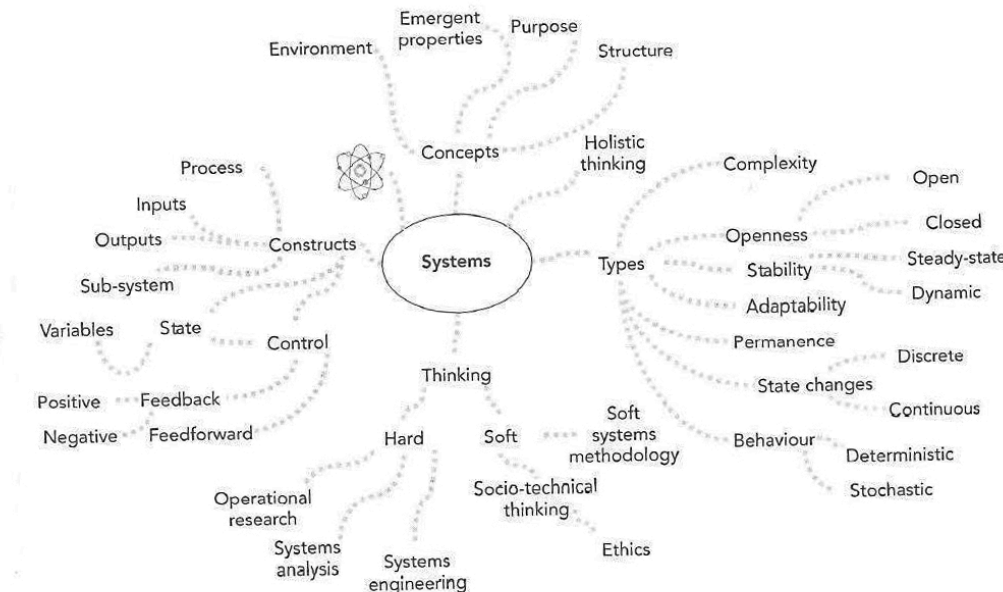 Emergent
properties
Purpose
Environment
Structure
Concepts
Holistic
thinking
Process
Inputs
Outputs
Constructs
Sub-system
Variables
State
Control
Positive
Feedback
Negative
Feedforward
Systems
Types
Complexity
Openness
Open
Closed
Stability
Steady-state
Dynamic
Adaptability
Permanence
State changes
Discrete
Continuous
Behaviour
Deterministic
Stochastic
Thinking
Hard
Operational
research
Systems
analysis
Systems
engineering
Soft
Soft
systems
methodology
Socio-technical
thinking
Ethics